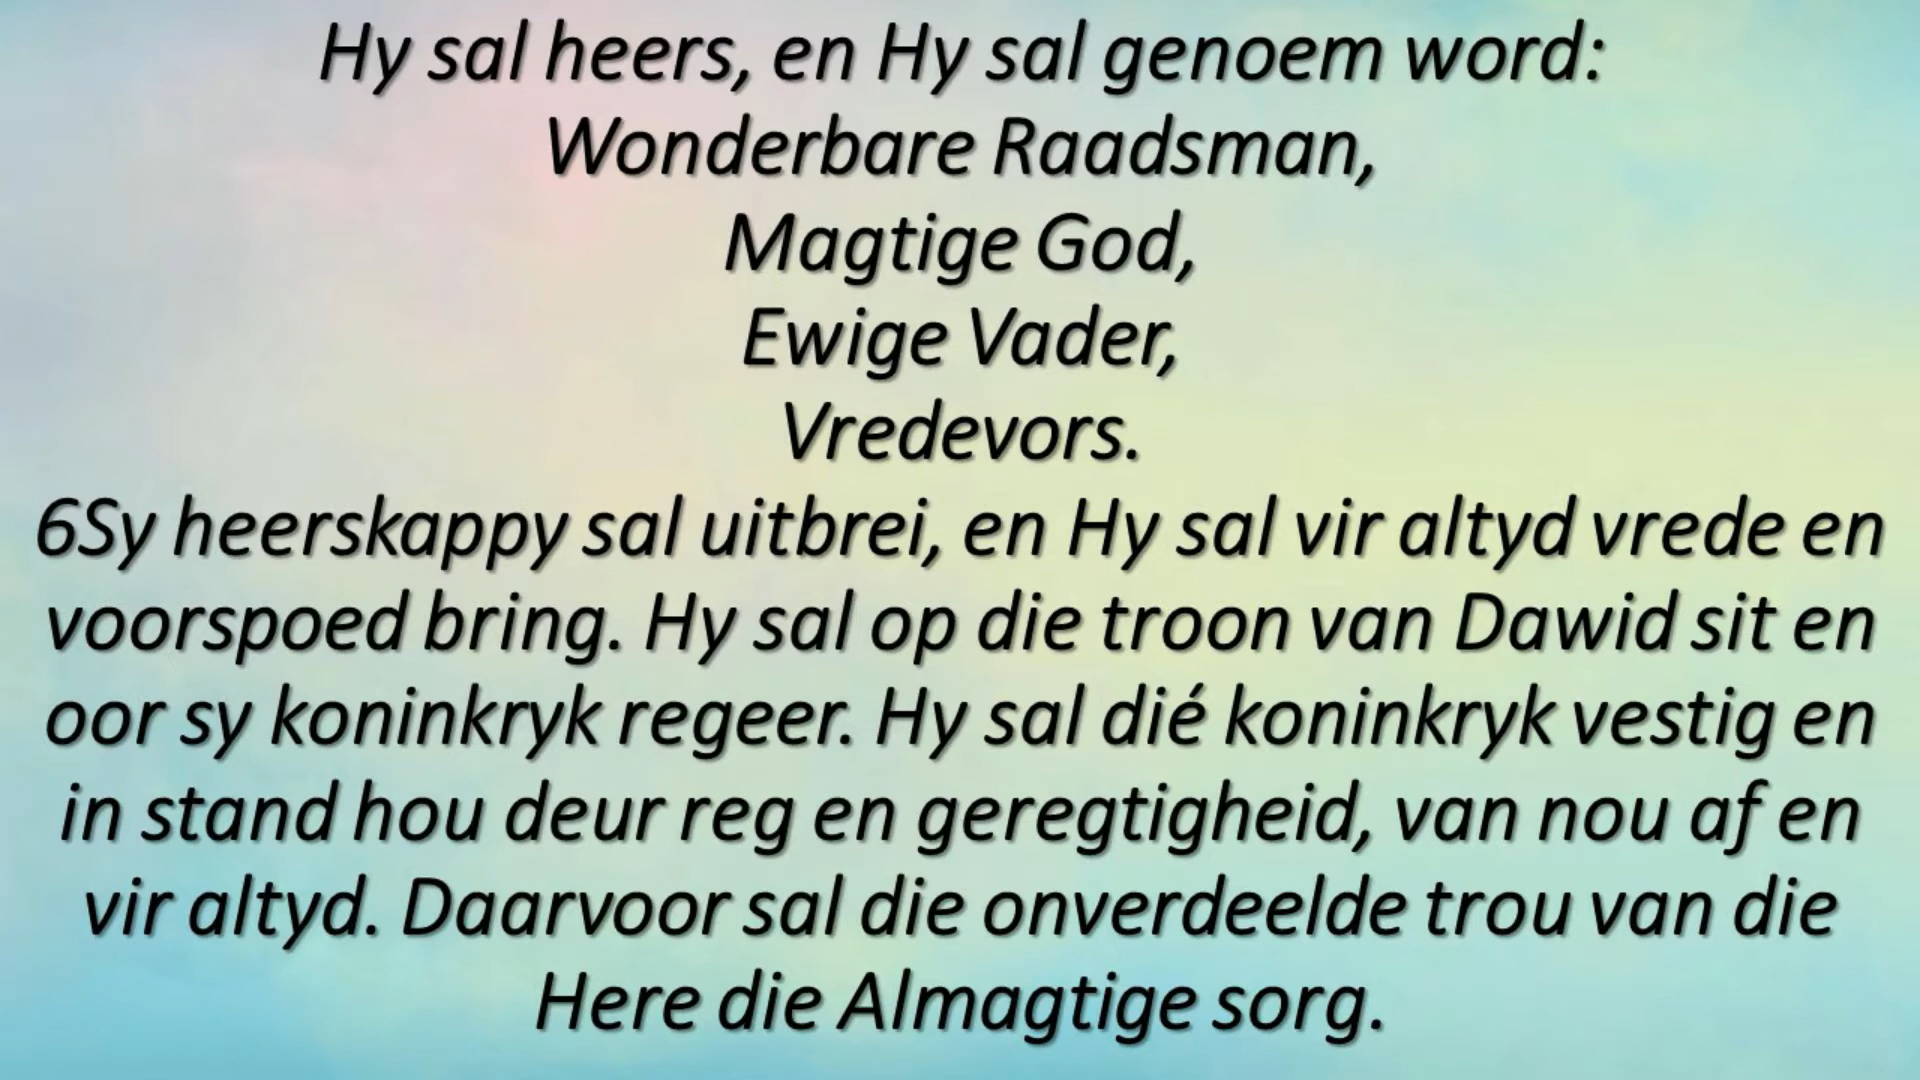 Hy sal heers, en Hy sal genoem word:
Wonderbare Raadsman,
Magtige God,
Ewige Vader,
Vredevors.
6Sy heerskappy sal uitbrei, en Hy sal vir altyd vrede en
voorspoed bring. Hy sal op die troon van Dawid sit en
oor sy koninkryk regeer. Hy sal dié koninkryk vestig en
in stand hou deur reg en geregtigheid, van nou af en
vir altyd. Daarvoor sal die onverdeelde trou van die
Here die Almagtige sorg.